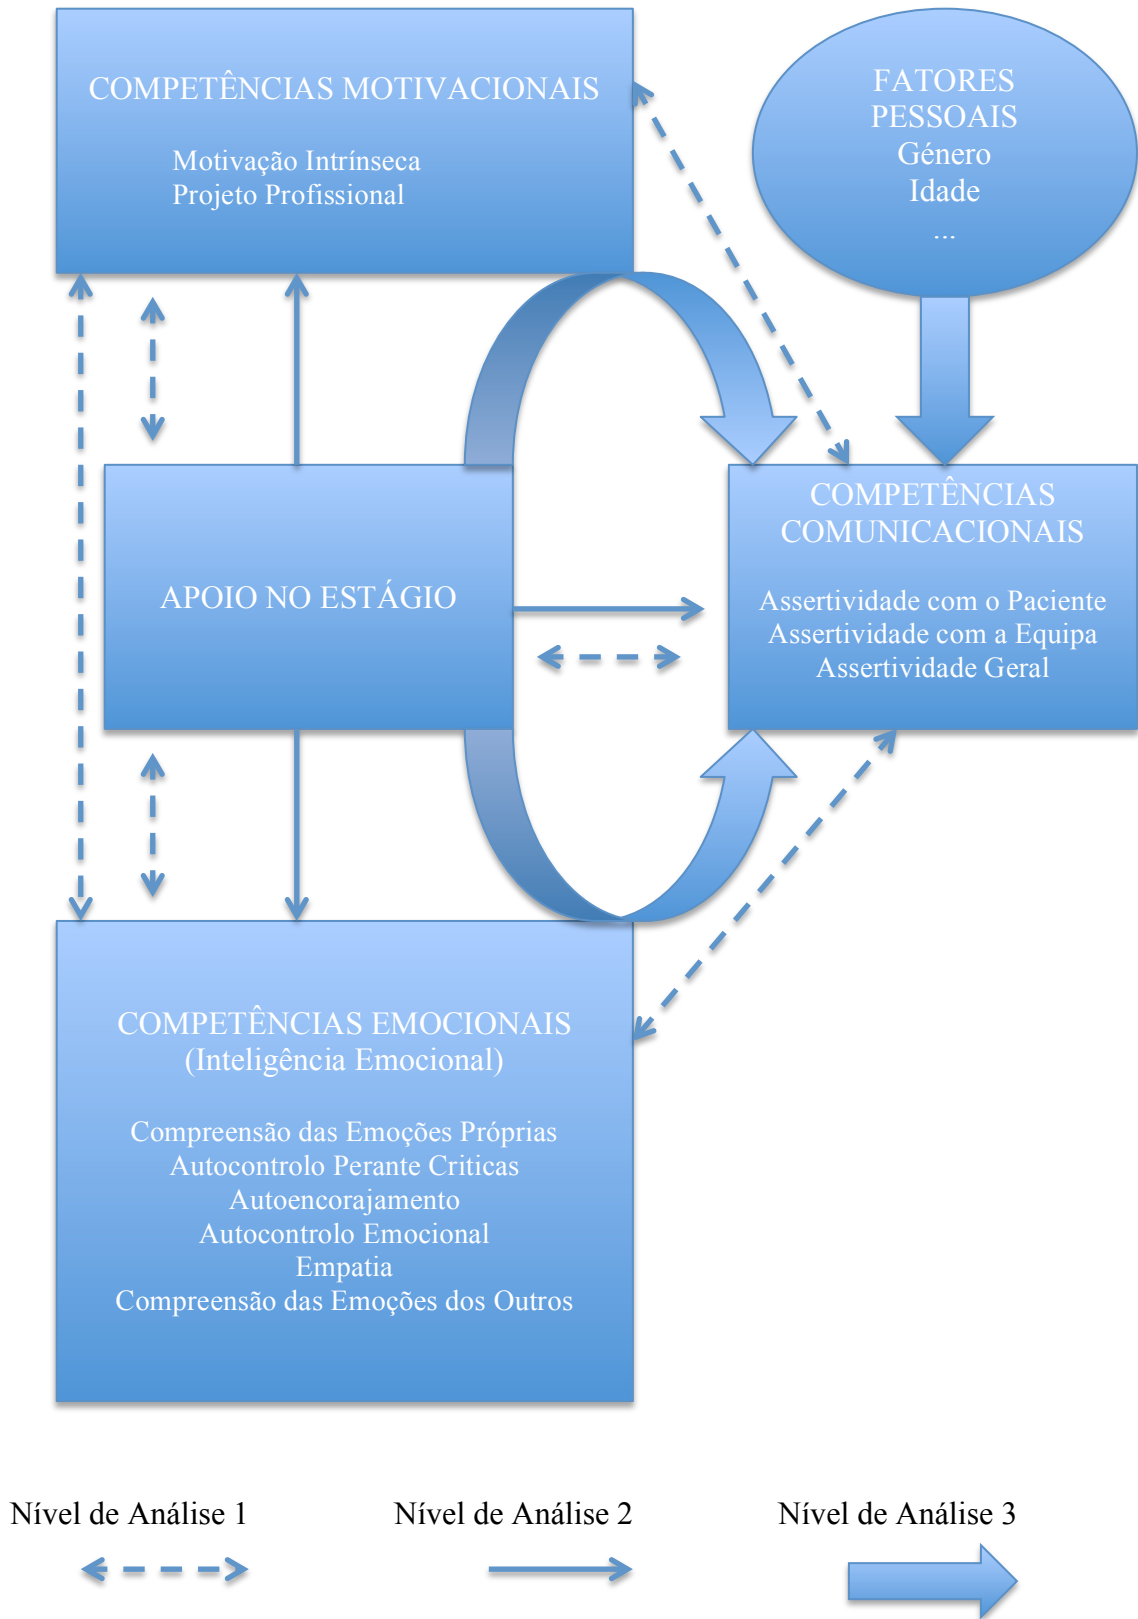 COMPETÊNCIAS MOTIVACIONAIS
Motivação Intrínseca
Projeto Profissional
FATORES
PESSOAIS
Género
Idade
...
APOIO NO ESTÁGIO
COMPETÊNCIAS
COMUNICACIONAIS
Assertividade com o Paciente
Assertividade com a Equipa
Assertividade Geral
COMPETÊNCIAS EMOCIONAIS
(Inteligência Emocional)
Compreensão das Emoções Próprias
Autocontrolo Perante Criticas
Autoencorajamento
Autocontrolo Emocional
Empatia
Compreensão das Emoções dos Outros
Nível de Análise 1
Nível de Análise 2
Nível de Análise 3